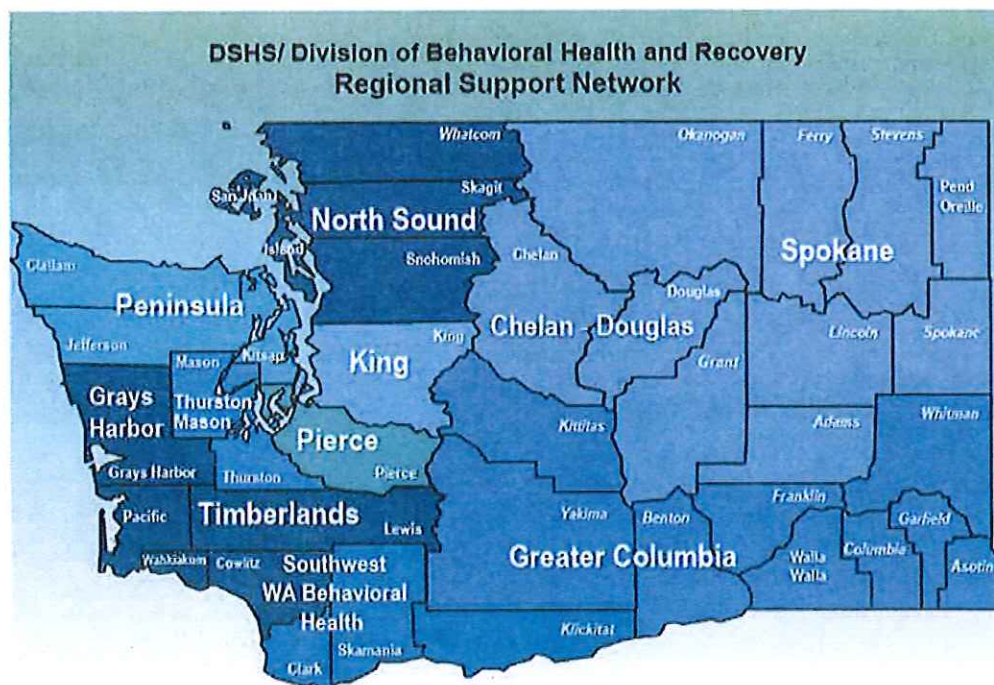 DSHS/ Division of Behavioral Health and Recovery
Regional Support Network
Whatcom
Okanogan
Ferry
Stevens
San Juan
Skagit
Pend
Oreille
North Sound
Island
Spokane
Clallam
Snohomish
Chelan
Douglas
Peninsula
Chelan - Douglas
Jefferson
Kitsap
King
Lincoln
Spokane
Mason
King
Grant
Grays
Harbor
Thurston
Mason
Whitman
Adams
Kittitas
Pierce
Pierce
Grays Harbor
Thurston
Franklin
Pacific
Timberlands
Lewis
Yakima
Benton
Garfield
Greater Columbia
Columbia
Walla
Walla
Asotin
Wahkiakum
Cowlitz
Southwest
WA Behavioral
Health
Klickitat
Skamania
Clark